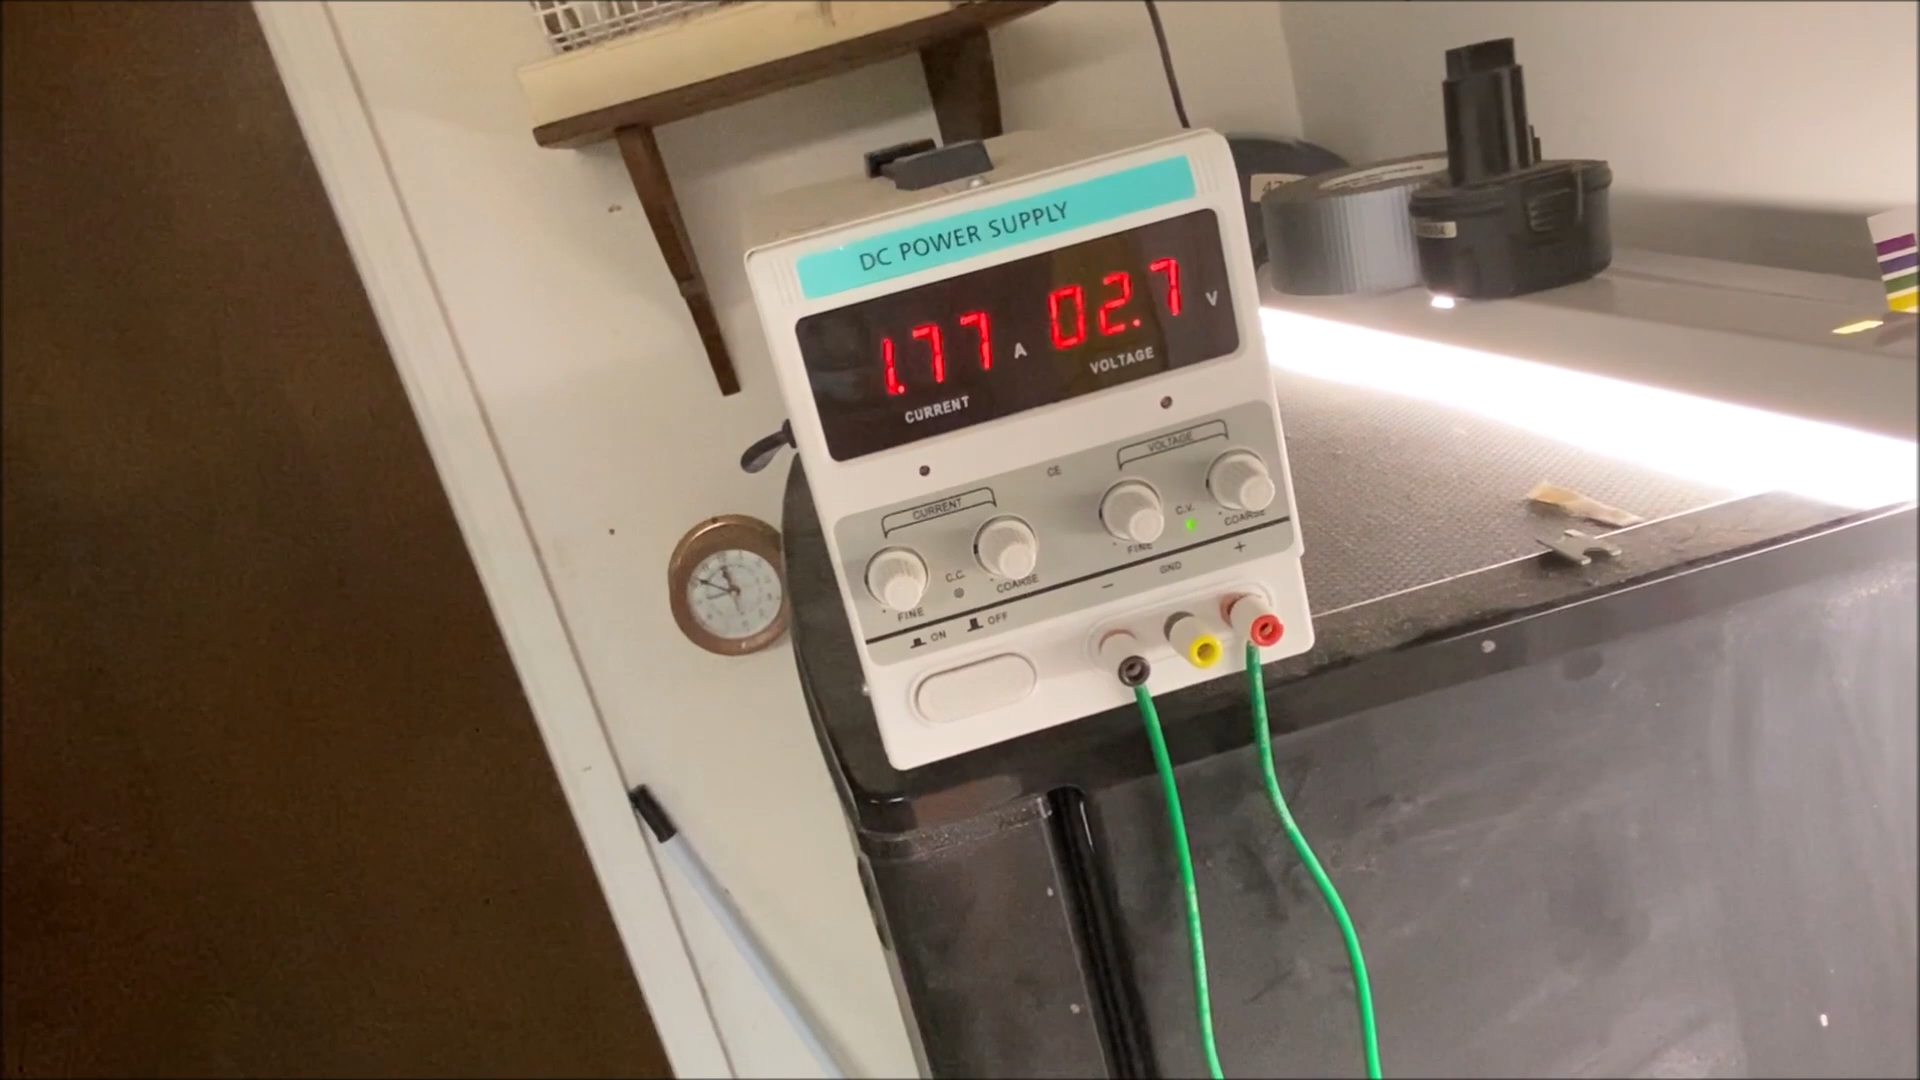 DC POWER SUPPLY
1.77 A 02.7 V
CURRENT VOLTAGE
CE
CURRENT VOLTAGE
FINE C.C. COARSE FINE C.V. COARSE
ON OFF - GND +